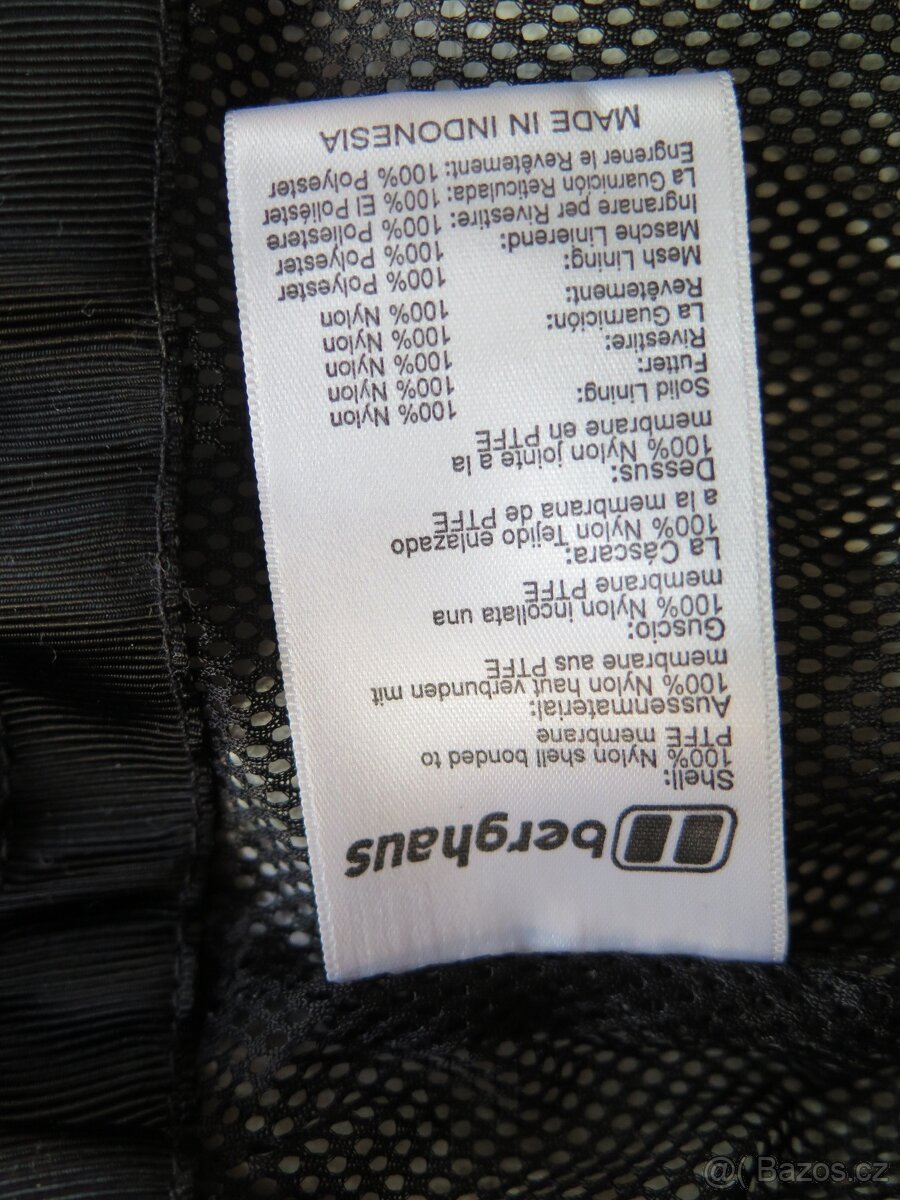 berghaus
Shell:
100% Nylon shell bonded to
PTFE membrane
Aussenmaterial:
100% Nylon haut verbunden mit
membrane aus PTFE
Guscio:
100% Nylon incollata una
membrane PTFE
La Cáscara:
100% Nylon Tejido enlazado
a la membrana de PTFE
Dessus:
100% Nylon jointe a la
membrane en PTFE
Solid Lining: 100% Nylon
Futter: 100% Nylon
Rivestire: 100% Nylon
La Guarnición: 100% Nylon
Revêtement: 100% Nylon
Mesh Lining: 100% Polyester
Masche Linierend: 100% Polyester
Ingranare per Rivestire: 100% Poliestere
La Guarnición Reticulada: 100% El Poliéster
Engrener le Revêtement: 100% Polyester
MADE IN INDONESIA
@( Bazos.cz